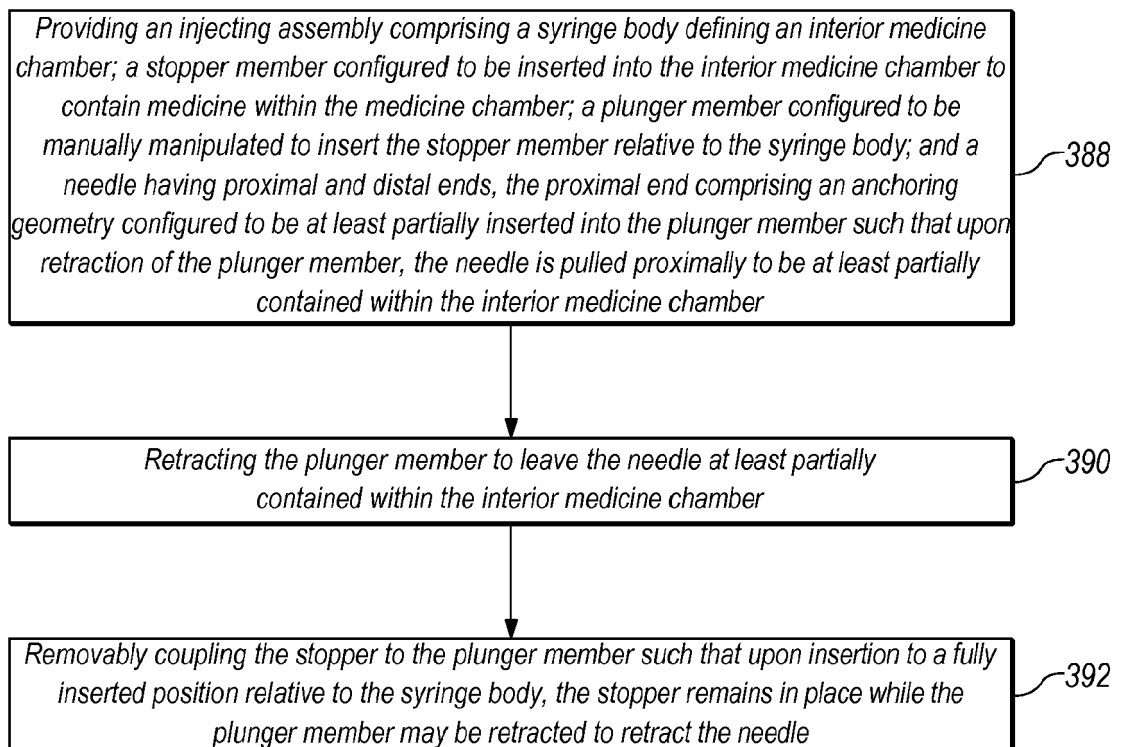 Providing an injecting assembly comprising a syringe body defining an interior medicine
chamber; a stopper member configured to be inserted into the interior medicine chamber to
contain medicine within the medicine chamber; a plunger member configured to be
manually manipulated to insert the stopper member relative to the syringe body; and a
needle having proximal and distal ends, the proximal end comprising an anchoring
geometry configured to be at least partially inserted into the plunger member such that upon
retraction of the plunger member, the needle is pulled proximally to be at least partially
contained within the interior medicine chamber
388
Retracting the plunger member to leave the needle at least partially
contained within the interior medicine chamber
390
Removably coupling the stopper to the plunger member such that upon insertion to a fully
inserted position relative to the syringe body, the stopper remains in place while the
plunger member may be retracted to retract the needle
392